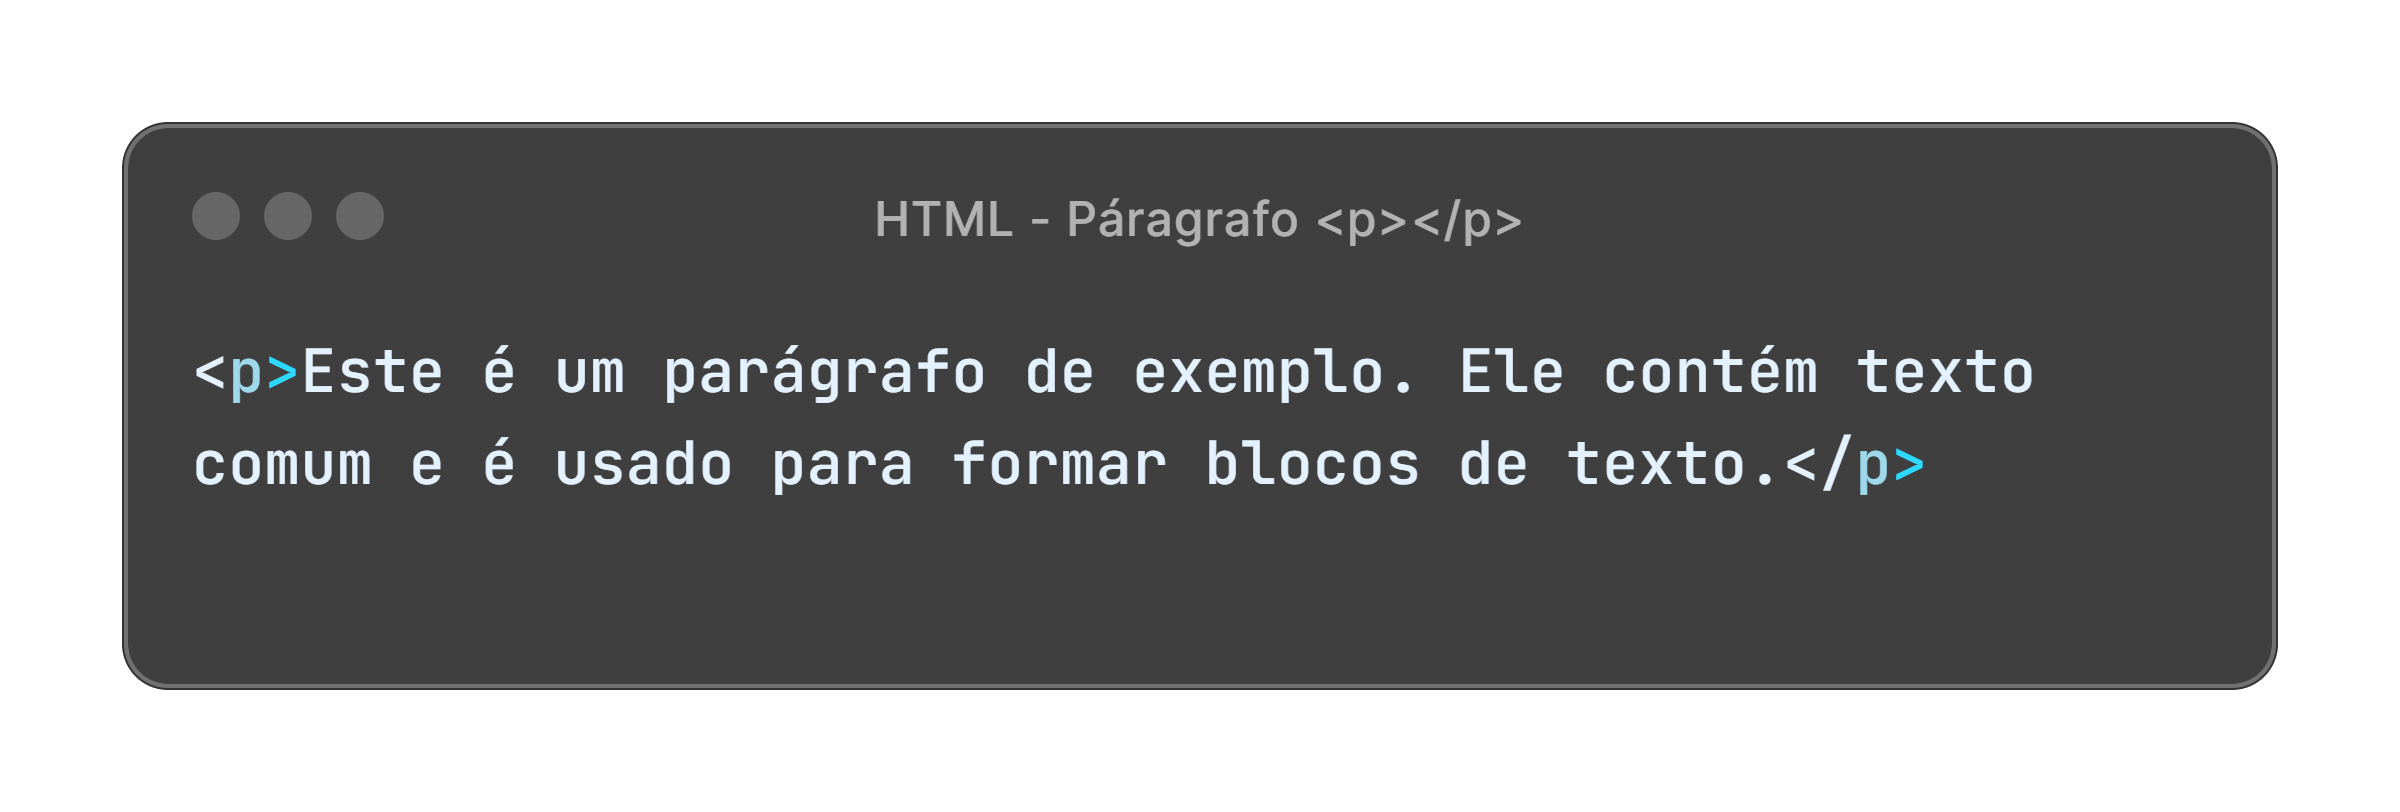 HTML - Páragrafo <p></p>
<p>Este é um parágrafo de exemplo. Ele contém texto
comum e é usado para formar blocos de texto.</p>